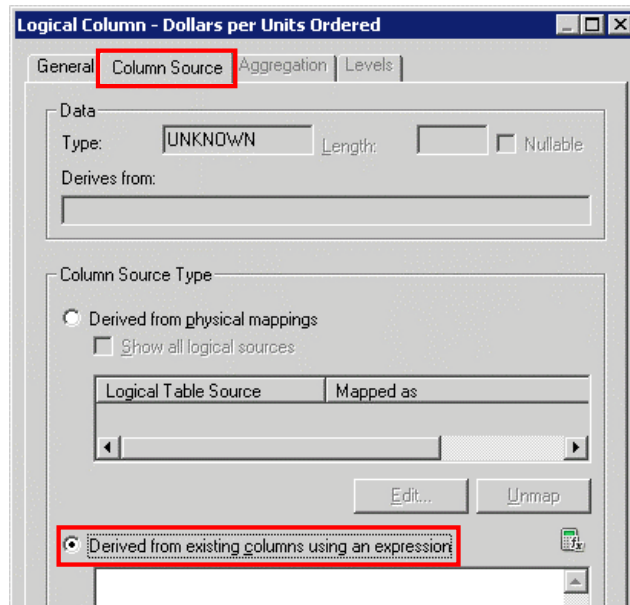 Logical Column - Dollars per Units Ordered
General Column Source Aggregation Levels
Data
Type: UNKNOWN Length: Nullable
Derives from:
Column Source Type
Derived from physical mappings
Show all logical sources
Logical Table Source Mapped as
Edit... Unmap
Derived from existing columns using an expression fx